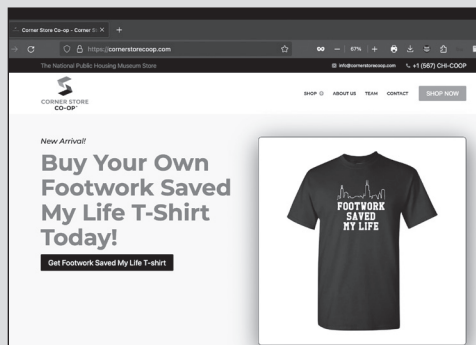 Corner Store Co-op - Corner St
https://cornerstorecoop.com
67%
The National Public Housing Museum Store
info@cornerstorecoop.com
+1 (567) CHI-COOP
CORNER STORE
CO-OP
SHOP
ABOUT US
TEAM
CONTACT
SHOP NOW
New Arrival!
Buy Your Own
Footwork Saved
My Life T-Shirt
Today!
Get Footwork Saved My Life T-shirt
FOOTWORK
SAVED
MY LIFE